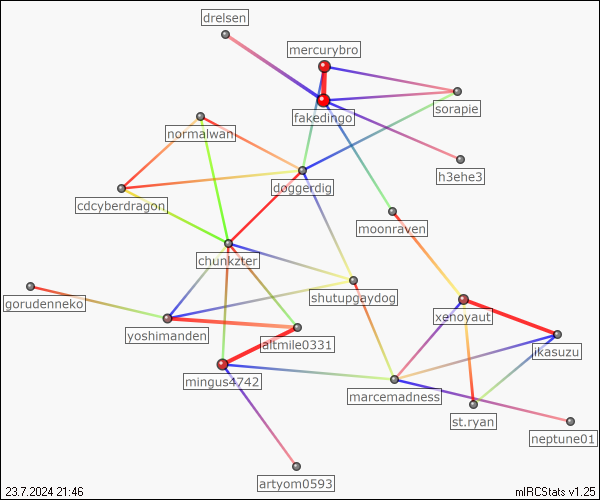 drelsen
mercurybro
sorapie
fakedingo
normalwan
h3ehe3
doggerdig
cdcyberdragon
moonraven
chunkzter
shutupgaydog
gorudenneko
xenoyaut
yoshimanden
altmile0331
ikasuzu
mingus4742
marcemadness
st.ryan
neptune01
artyom0593
23.7.2024 21:46
mIRCStats v1.25